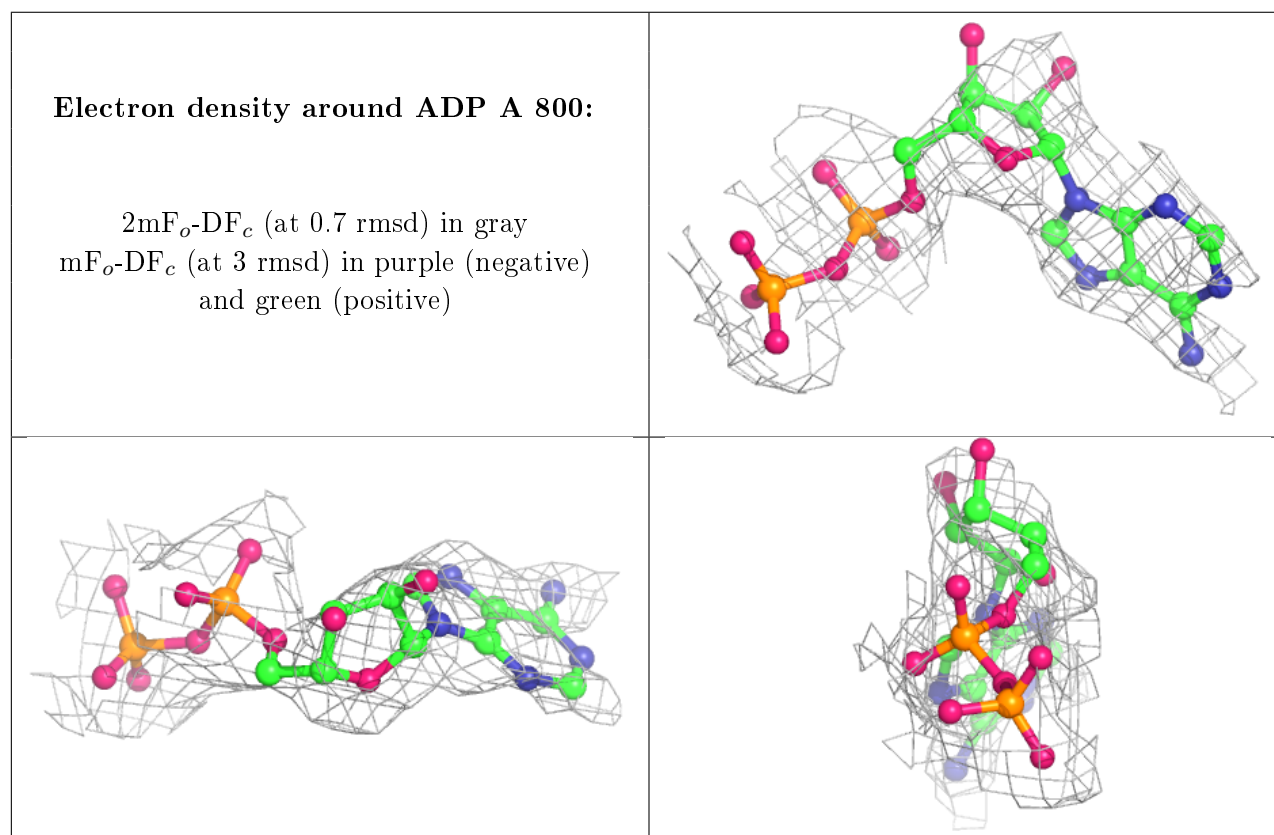 Electron density around ADP A 800:
2mFₒ-DF𝒸 (at 0.7 rmsd) in gray
mFₒ-DF𝒸 (at 3 rmsd) in purple (negative)
and green (positive)